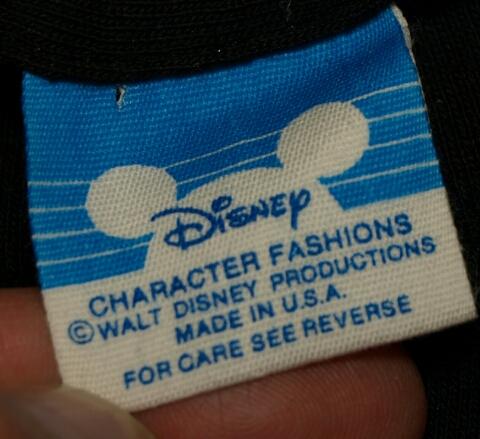 Disney
CHARACTER FASHIONS
©WALT DISNEY PRODUCTIONS
MADE IN U.S.A.
FOR CARE SEE REVERSE